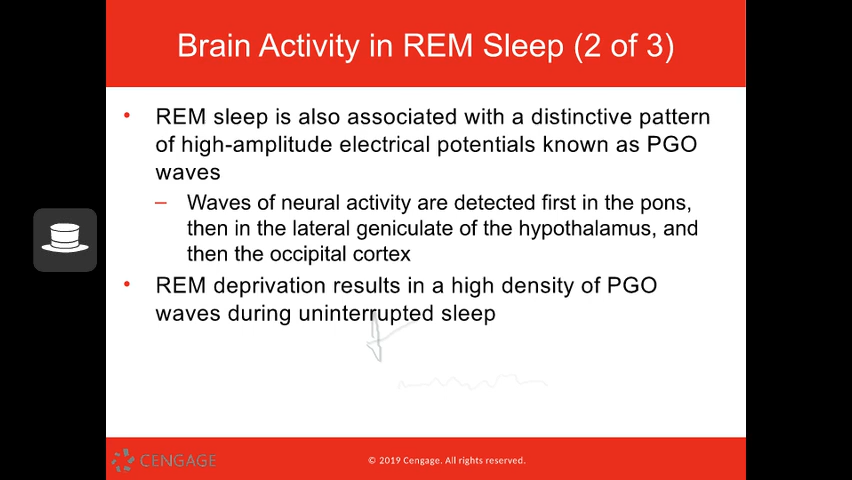 Brain Activity in REM Sleep (2 of 3)
• REM sleep is also associated with a distinctive pattern
of high-amplitude electrical potentials known as PGO
waves
– Waves of neural activity are detected first in the pons,
then in the lateral geniculate of the hypothalamus, and
then the occipital cortex
• REM deprivation results in a high density of PGO
waves during uninterrupted sleep
CENGAGE
© 2019 Cengage. All rights reserved.